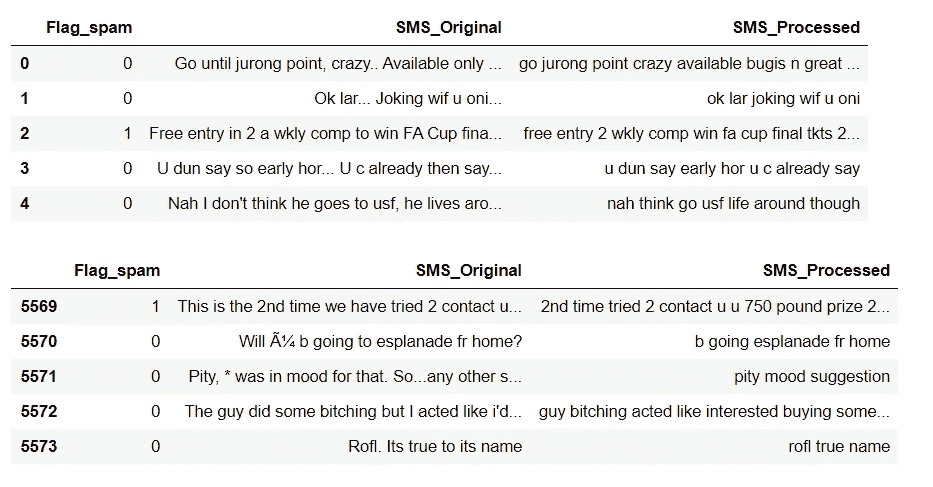 Flag_spam SMS_Original SMS_Processed
0 0 Go until jurong point, crazy.. Available only ... go jurong point crazy available bugis n great ...
1 0 Ok lar... Joking wif u oni... ok lar joking wif u oni
2 1 Free entry in 2 a wkly comp to win FA Cup fina... free entry 2 wkly comp win fa cup final tkts 2...
3 0 U dun say so early hor... U c already then say... u dun say early hor u c already say
4 0 Nah I don't think he goes to usf, he lives aro... nah think go usf life around though
Flag_spam SMS_Original SMS_Processed
5569 1 This is the 2nd time we have tried 2 contact u... 2nd time tried 2 contact u u 750 pound prize 2...
5570 0 Will Ã¼ b going to esplanade fr home? b going esplanade fr home
5571 0 Pity, * was in mood for that. So...any other s... pity mood suggestion
5572 0 The guy did some bitching but I acted like i'd... guy bitching acted like interested buying some...
5573 0 Rofl. Its true to its name rofl true name